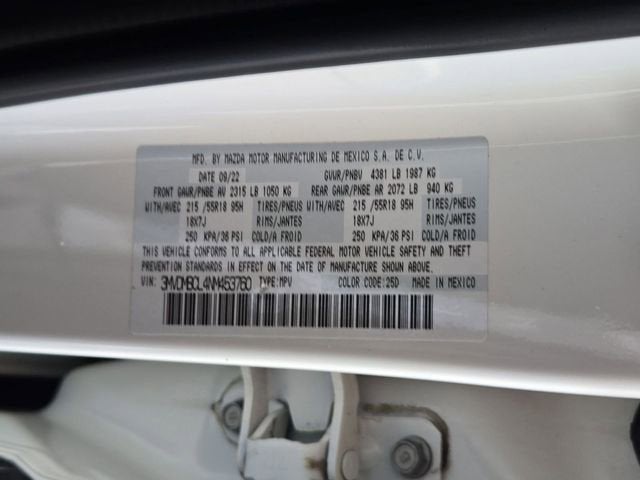 MFD. BY MAZDA MOTOR MANUFACTURING DE MEXICO S.A. DE C.V.
DATE 09/22 GVWR/PNBV 4381 LB 1987 KG
FRONT GAWR/PNBE AV 2315 LB 1050 KG REAR GAWR/PNBE AR 2072 LB 940 KG
WITH/AVEC 215 /55R18 95H TIRES/PNEUS WITH/AVEC 215 /55R18 95H TIRES/PNEUS
18X7J RIMS/JANTES 18X7J RIMS/JANTES
250 KPA/36 PSI COLD/A FROID 250 KPA/36 PSI COLD/A FROID
THIS VEHICLE CONFORMS TO ALL APPLICABLE FEDERAL MOTOR VEHICLE SAFETY AND THEFT
PREVENTION STANDARDS IN EFFECT ON THE DATE OF MANUFACTURE SHOWN ABOVE.
VIN: 3MVDMBCL4NM453760 TYPE:MPV COLOR CODE:25D MADE IN MEXICO